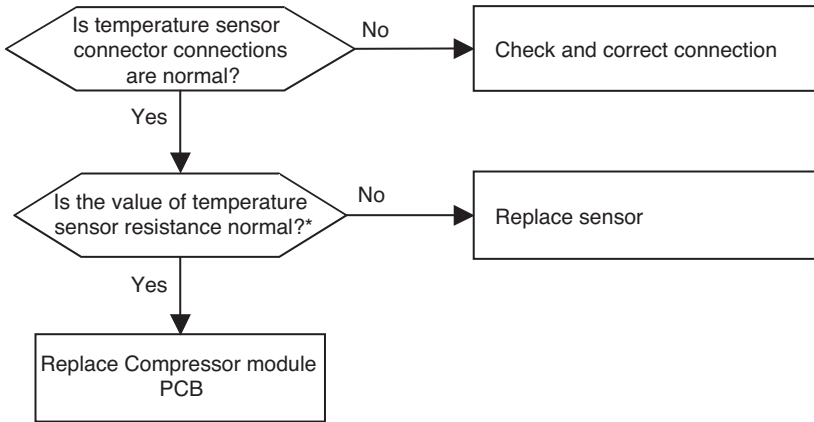 Is temperature sensor
connector connections
are normal?
No
Check and correct connection
Yes
Is the value of temperature
sensor resistance normal?*
No
Replace sensor
Yes
Replace Compressor module
PCB